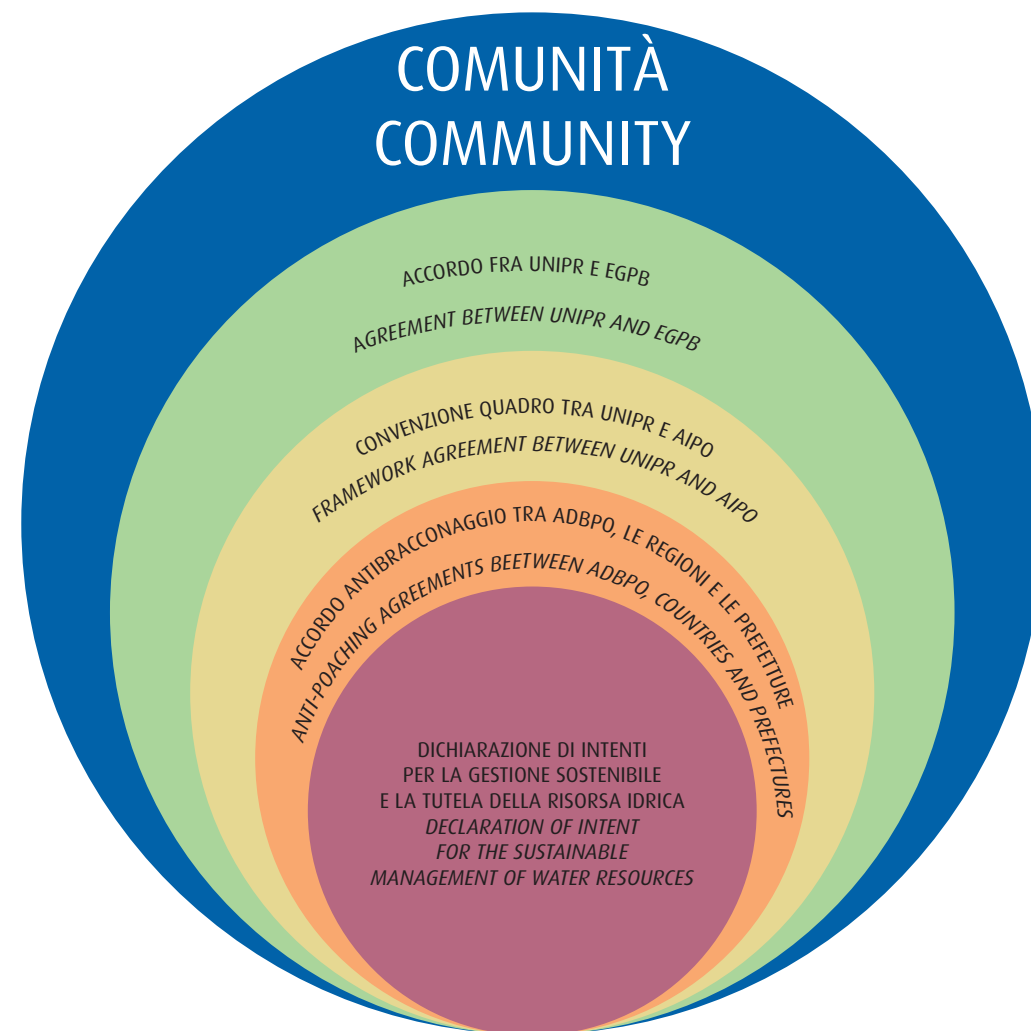 COMUNITÀ
COMMUNITY
ACCORDO FRA UNIPR E EGPB
AGREEMENT BETWEEN UNIPR AND EGPB
CONVENZIONE QUADRO TRA UNIPR E AIPO
FRAMEWORK AGREEMENT BETWEEN UNIPR AND AIPO
ACCORDO ANTIBRACCONAGGIO TRA ADBPO, LE REGIONI E LE PREFETTURE
ANTI-POACHING AGREEMENTS BEETWEEN ADBPO, COUNTRIES AND PREFECTURES
DICHIARAZIONE DI INTENTI
PER LA GESTIONE SOSTENIBILE
E LA TUTELA DELLA RISORSA IDRICA
DECLARATION OF INTENT
FOR THE SUSTAINABLE
MANAGEMENT OF WATER RESOURCES